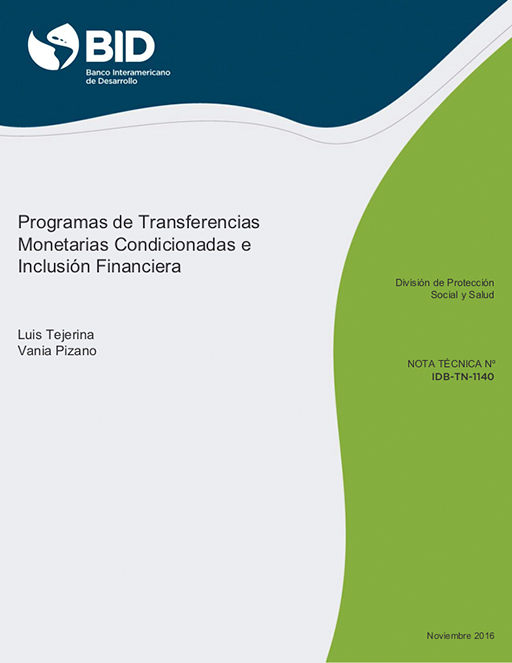 BID
Banco Interamericano
de Desarrollo
Programas de Transferencias
Monetarias Condicionadas e
Inclusión Financiera
Luis Tejerina
Vania Pizano
División de Protección
Social y Salud
NOTA TÉCNICA Nº
IDB-TN-1140
Noviembre 2016